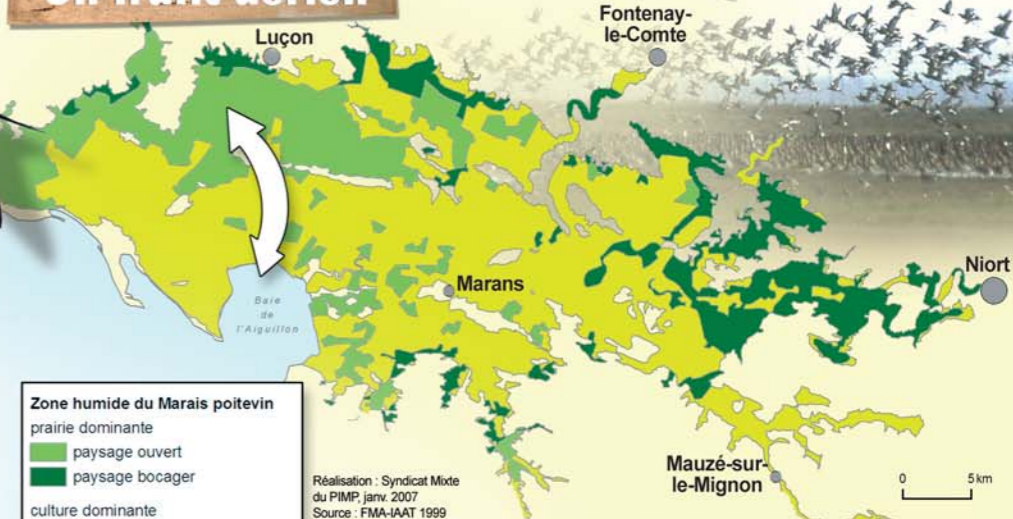 Luçon
Fontenay-
le-Comte
Marans
Niort
Baie
de
l'Aiguillon
Mauzé-sur-
le-Mignon
0 5 km
Zone humide du Marais poitevin
prairie dominante
paysage ouvert
paysage bocager
culture dominante
Réalisation : Syndicat Mixte
du PIMP, janv. 2007
Source : FMA-IAAT 1999